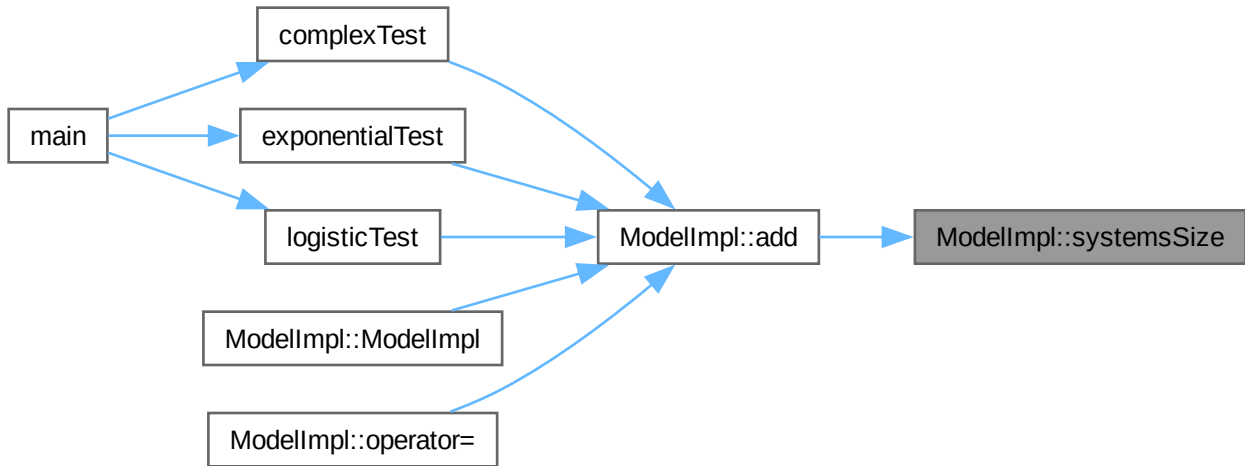 complexTest
main
exponentialTest
logisticTest
ModelImpl::add
ModelImpl::systemsSize
ModelImpl::ModelImpl
ModelImpl::operator=